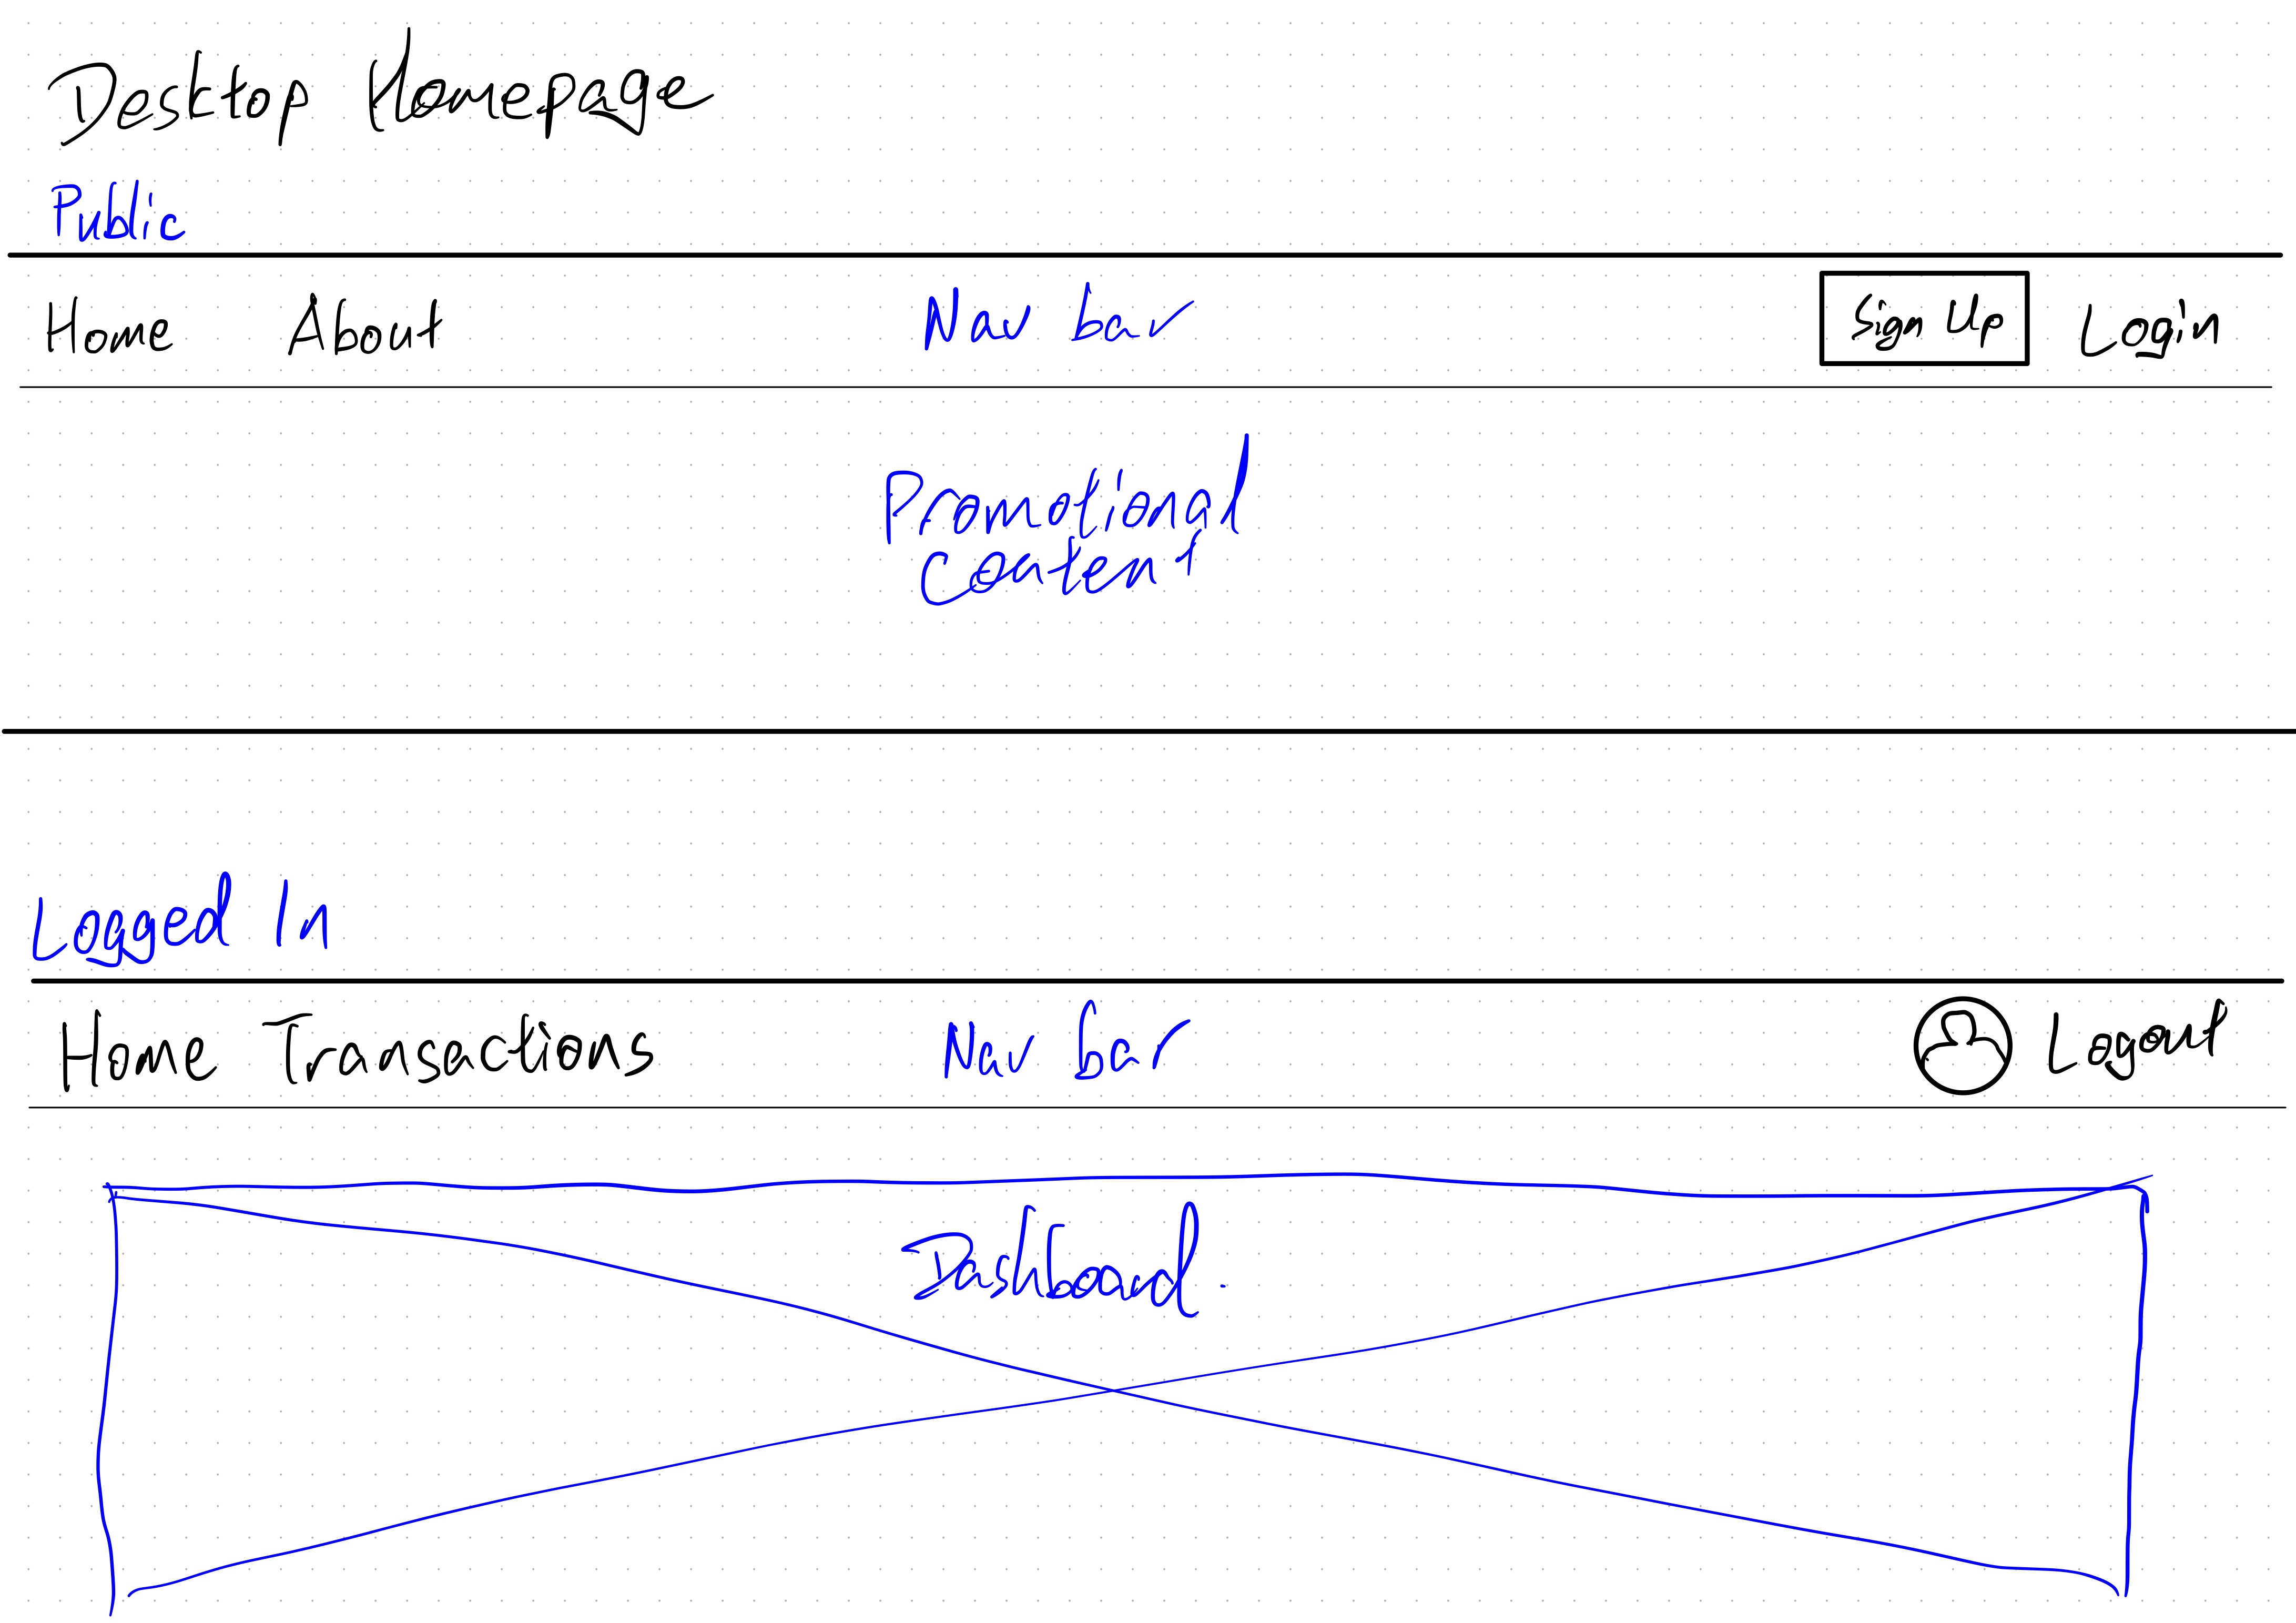 Desktop Homepage
Public
Home About Nav bar Sign Up Login
Promotional
Content
Logged In
Home Transactions Nav bar Logout
Dashboard.